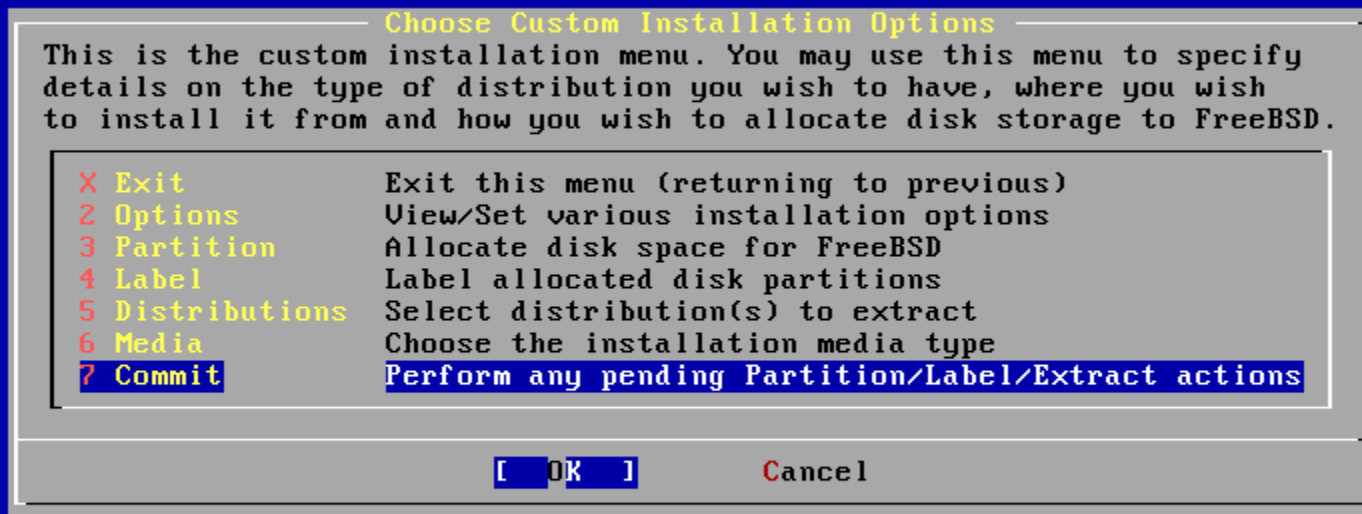 Choose Custom Installation Options
This is the custom installation menu. You may use this menu to specify
details on the type of distribution you wish to have, where you wish
to install it from and how you wish to allocate disk storage to FreeBSD.
X Exit Exit this menu (returning to previous)
2 Options View/Set various installation options
3 Partition Allocate disk space for FreeBSD
4 Label Label allocated disk partitions
5 Distributions Select distribution(s) to extract
6 Media Choose the installation media type
7 Commit Perform any pending Partition/Label/Extract actions
[ OK ] Cancel